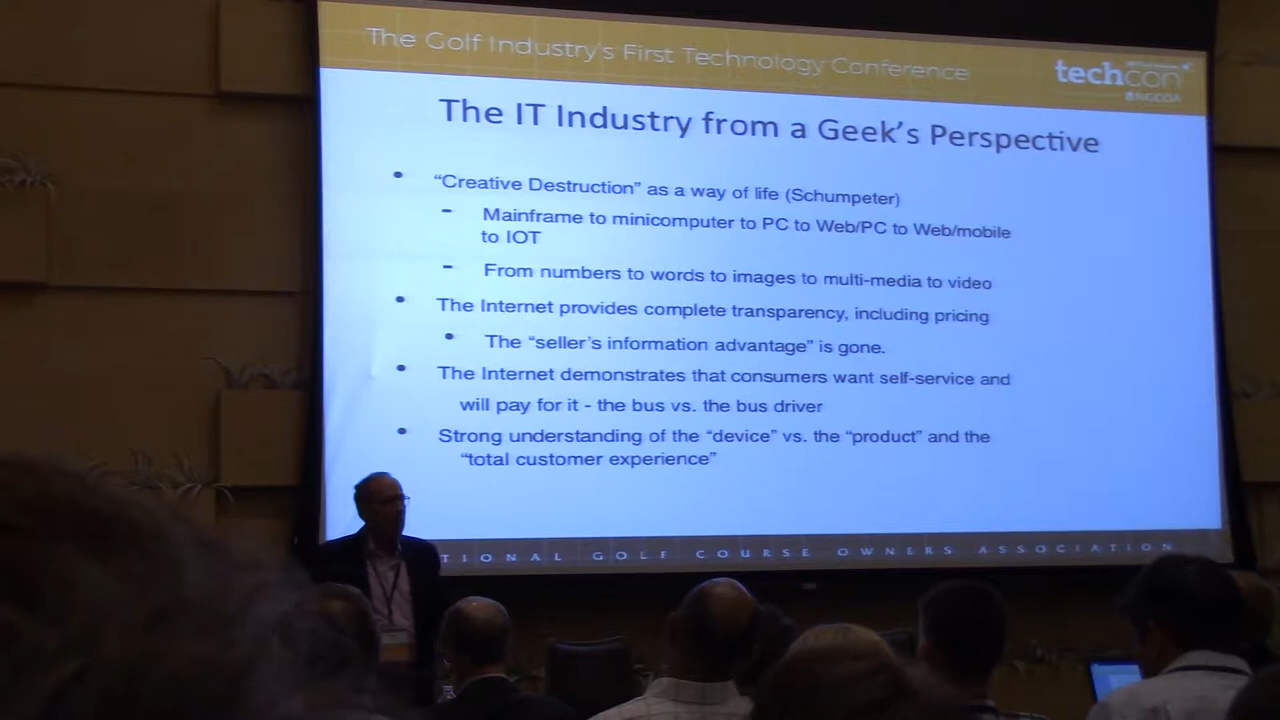 The Golf Industry's First Technology Conference
techcon
NGCOA
The IT Industry from a Geek's Perspective
• "Creative Destruction" as a way of life (Schumpeter)
- Mainframe to minicomputer to PC to Web/PC to Web/mobile
to IOT
- From numbers to words to images to multi-media to video
• The Internet provides complete transparency, including pricing
• The "seller's information advantage" is gone.
• The Internet demonstrates that consumers want self-service and
will pay for it - the bus vs. the bus driver
• Strong understanding of the "device" vs. the "product" and the
"total customer experience"
TIONAL GOLF COURSE OWNERS ASSOCIATION